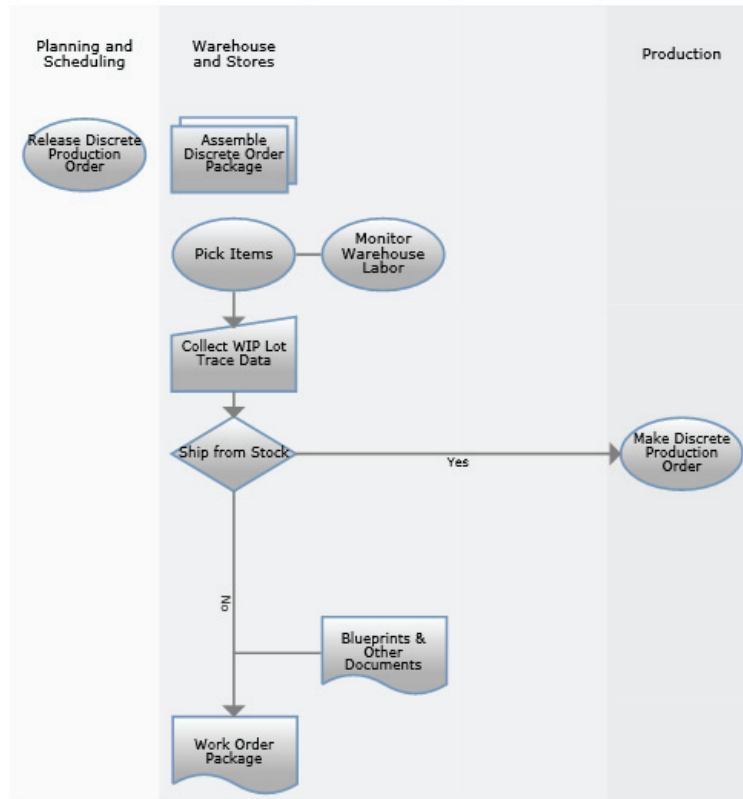 Planning and
Scheduling
Warehouse
and Stores
Production
Release Discrete
Production
Order
Assemble
Discrete Order
Package
Pick Items
Monitor
Warehouse
Labor
Collect WIP Lot
Trace Data
Ship from Stock
Yes
Make Discrete
Production
Order
No
Blueprints &
Other
Documents
Work Order
Package